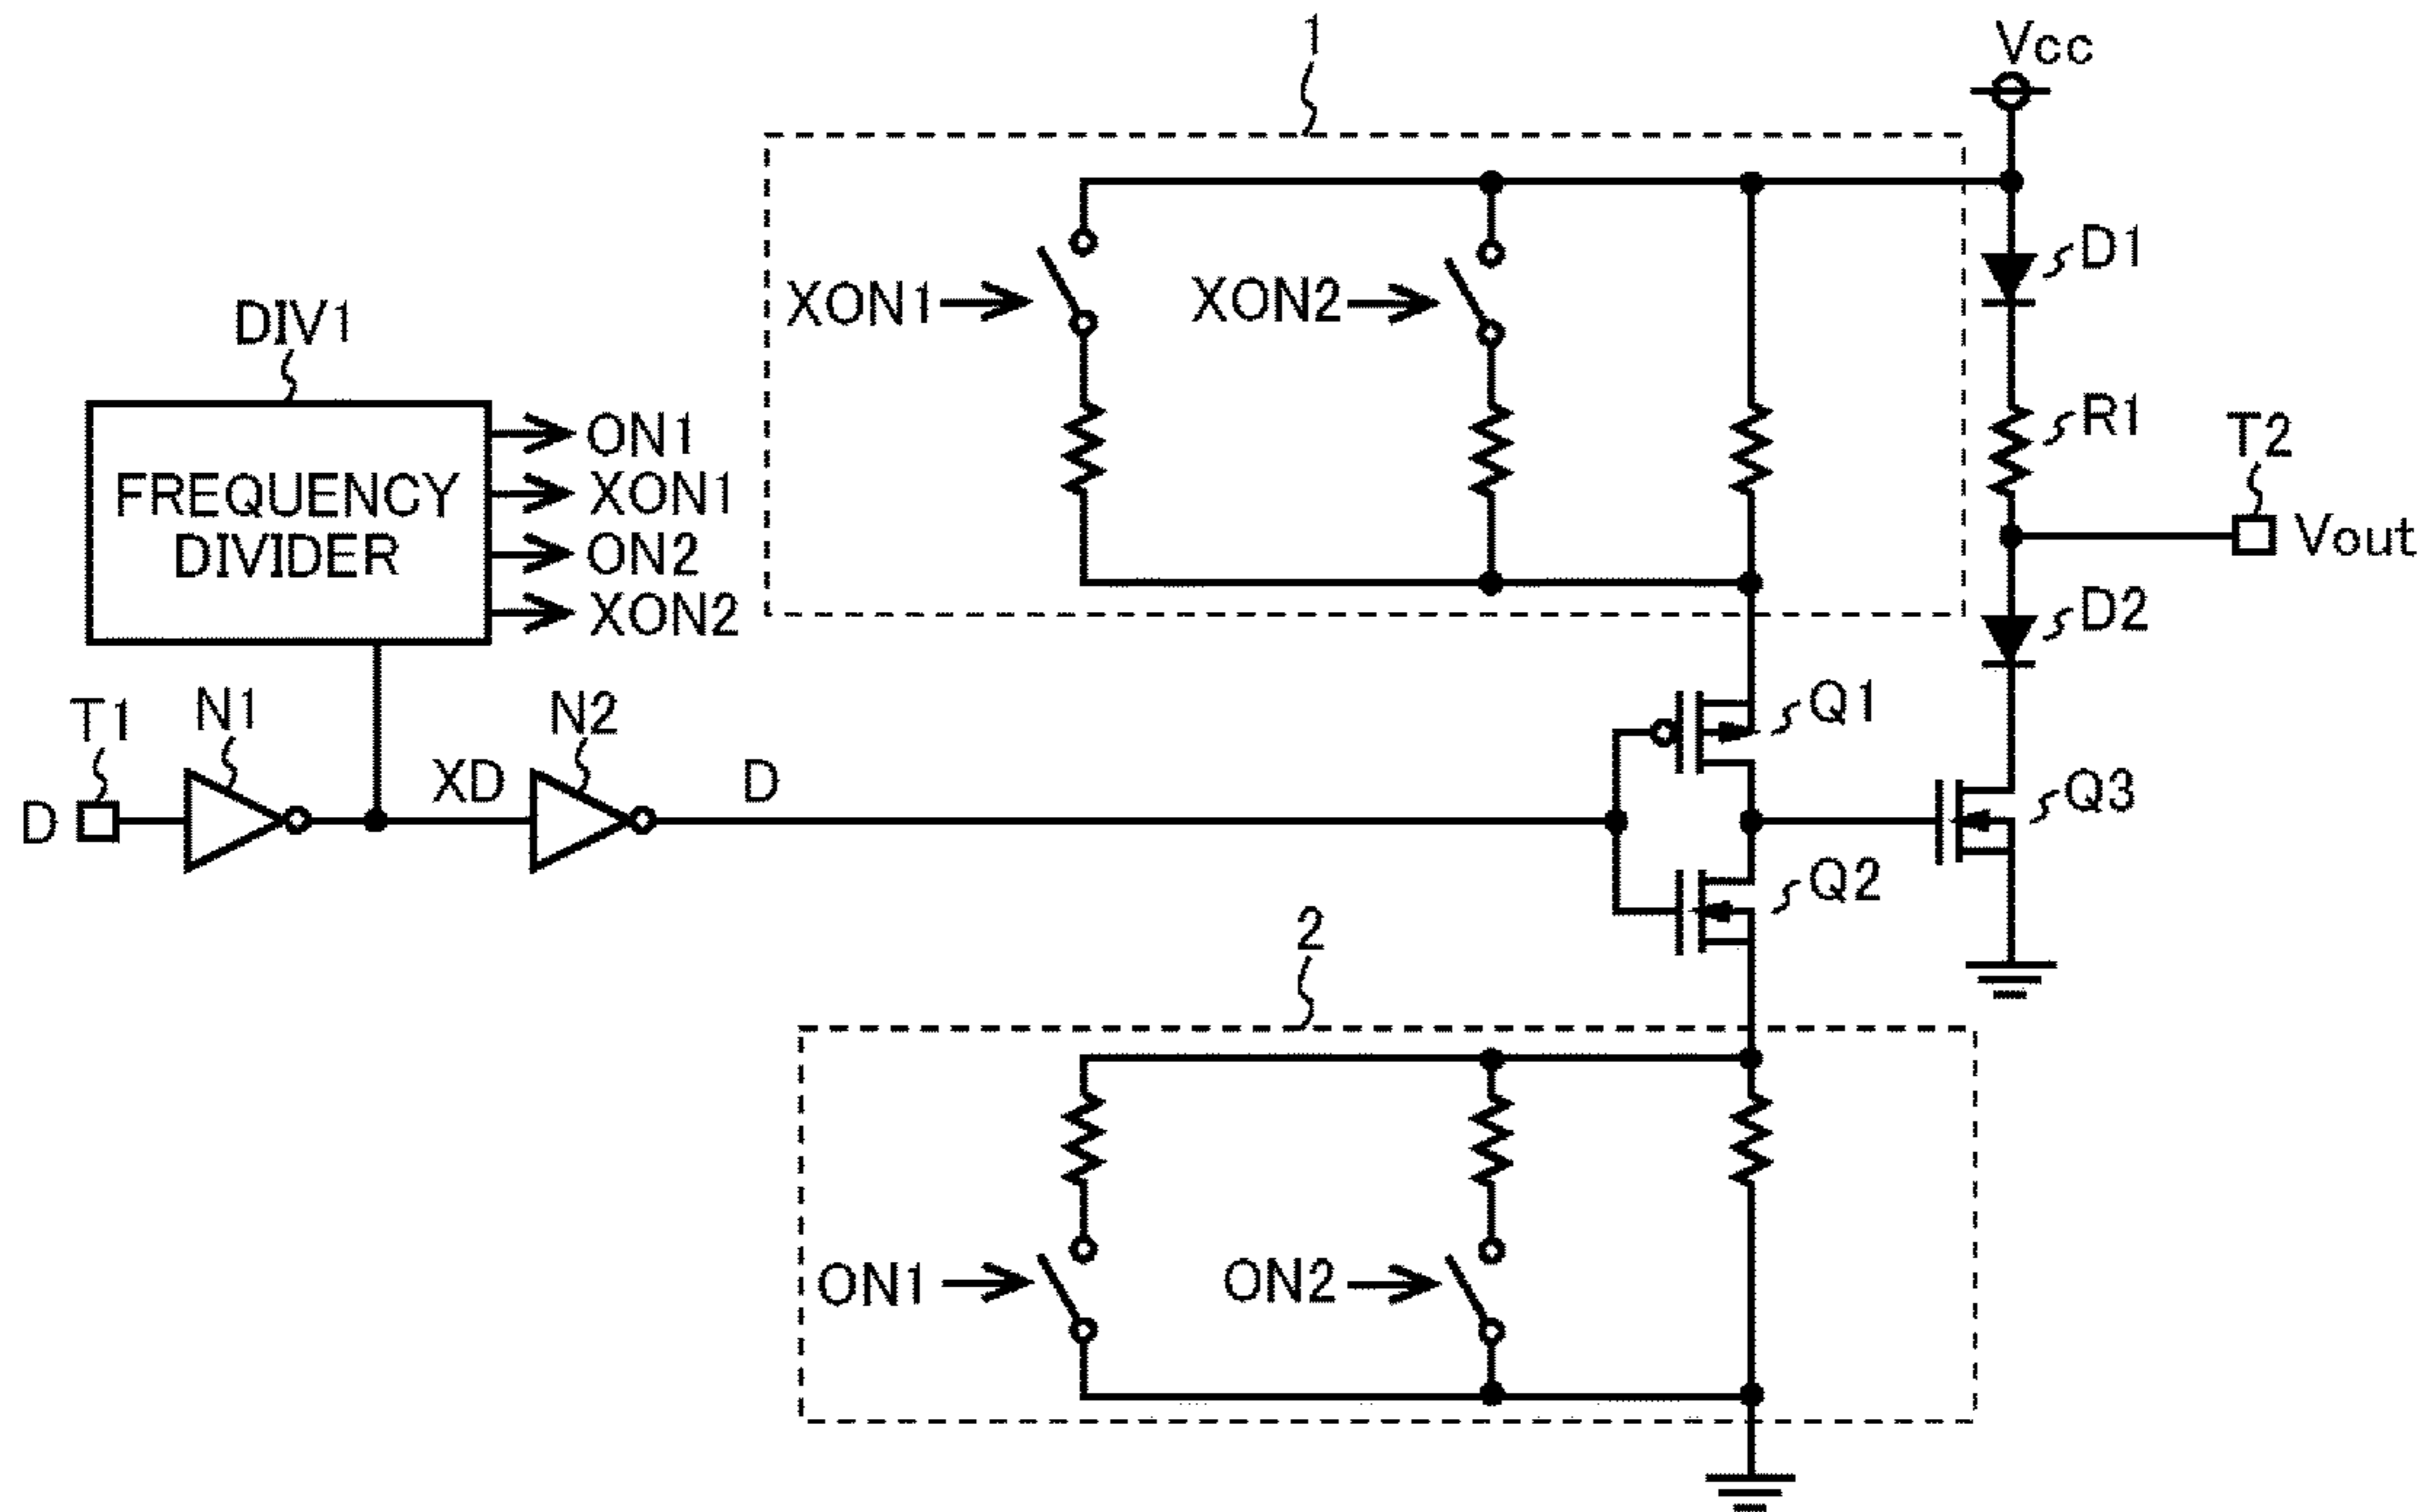 1
Vcc
D1
XON1
XON2
DIV1
ON1
R1
T2
FREQUENCY
DIVIDER
XON1
ON2
XON2
Vout
D2
T1
N1
N2
Q1
XD
D
D
Q3
Q2
2
ON1
ON2